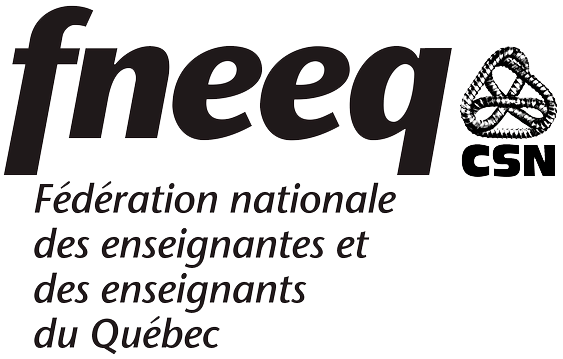 fneeq
CSN
Fédération nationale
des enseignantes et
des enseignants
du Québec